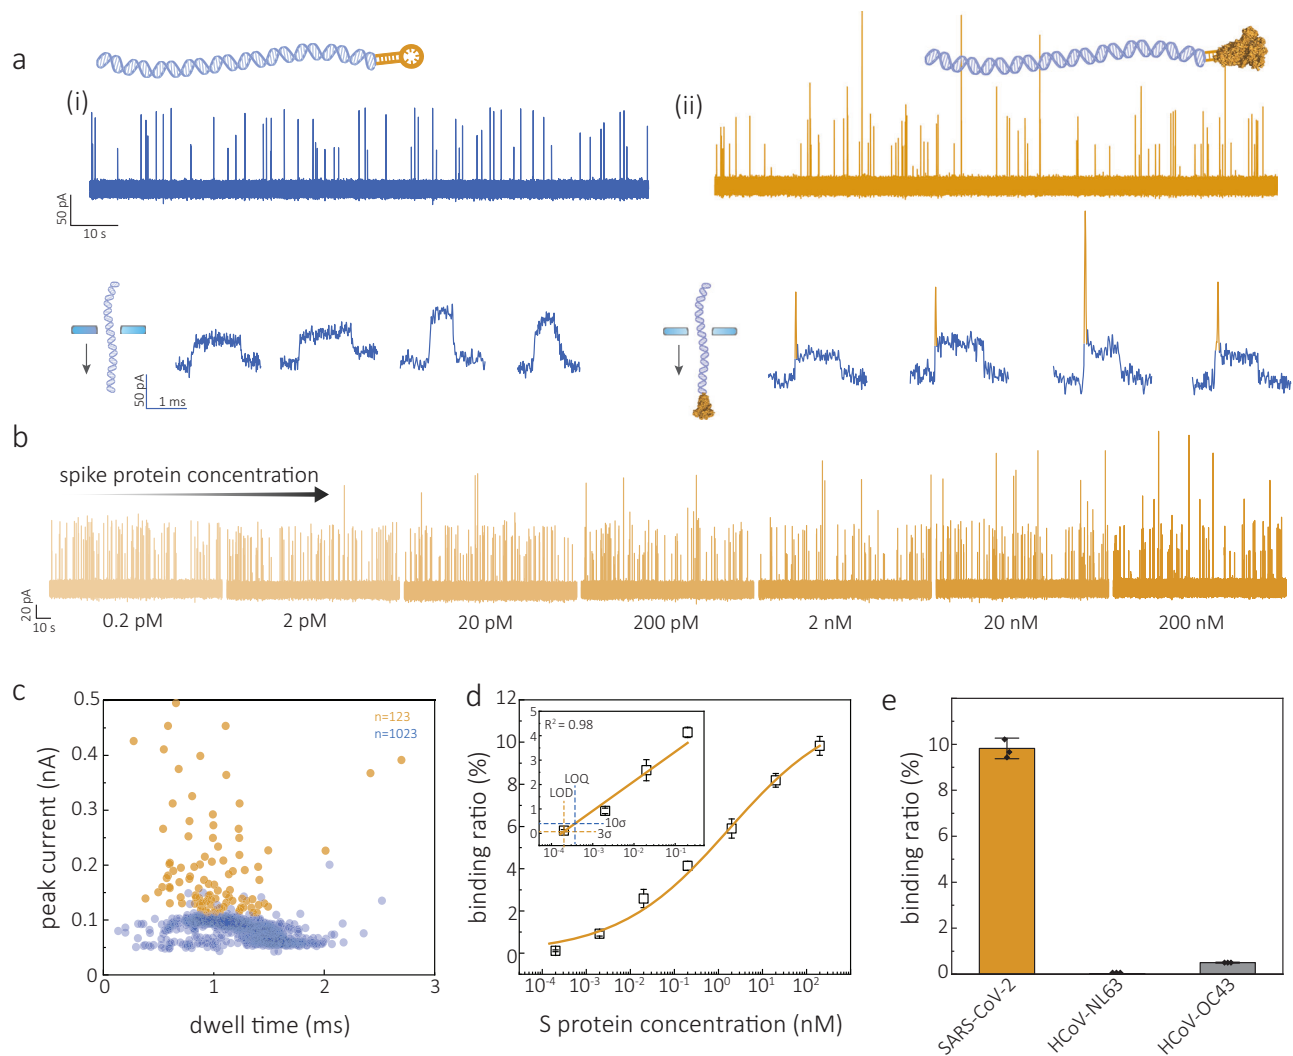 a
(i)
(ii)
50 pA
10 s
50 pA
1 ms
b
spike protein concentration
20 pA
10 s
0.2 pM
2 pM
20 pM
200 pM
2 nM
20 nM
200 nM
c
peak current (nA)
0.5
0.4
0.3
0.2
0.1
0
0
1
2
3
n=123
n=1023
dwell time (ms)
d
binding ratio (%)
12
10
8
6
4
2
0
5
4
3
2
1
0
R² = 0.98
LOQ
LOD
10σ
3σ
10⁻⁴
10⁻³
10⁻²
10⁻¹
10⁻⁴
10⁻³
10⁻²
10⁻¹
10⁰
10¹
10²
S protein concentration (nM)
e
binding ratio (%)
10
8
6
4
2
0
SARS-CoV-2
HCoV-NL63
HCoV-OC43